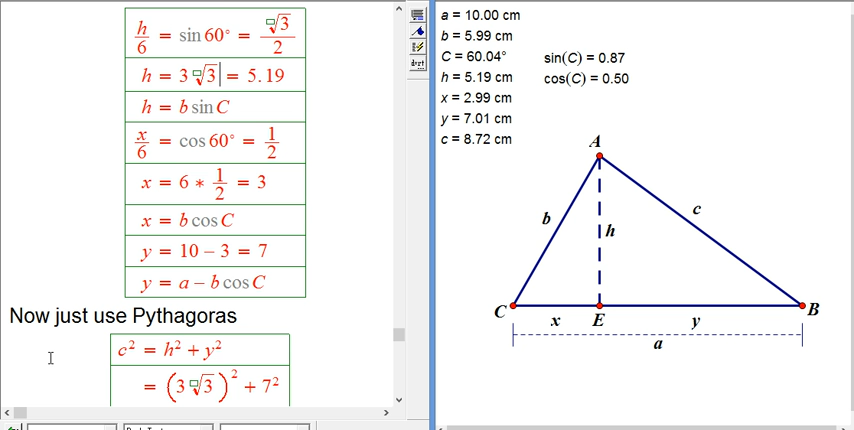 h/6 = sin 60° = √3/2
h = 3√3 = 5.19
h = b sin C
x/6 = cos 60° = 1/2
x = 6 * 1/2 = 3
x = b cos C
y = 10 − 3 = 7
y = a − b cos C
Now just use Pythagoras
c² = h² + y²
= (3√3)² + 7²
a = 10.00 cm
b = 5.99 cm
C = 60.04° sin(C) = 0.87
h = 5.19 cm cos(C) = 0.50
x = 2.99 cm
y = 7.01 cm
c = 8.72 cm
A
b
c
h
C
E
B
x
y
a